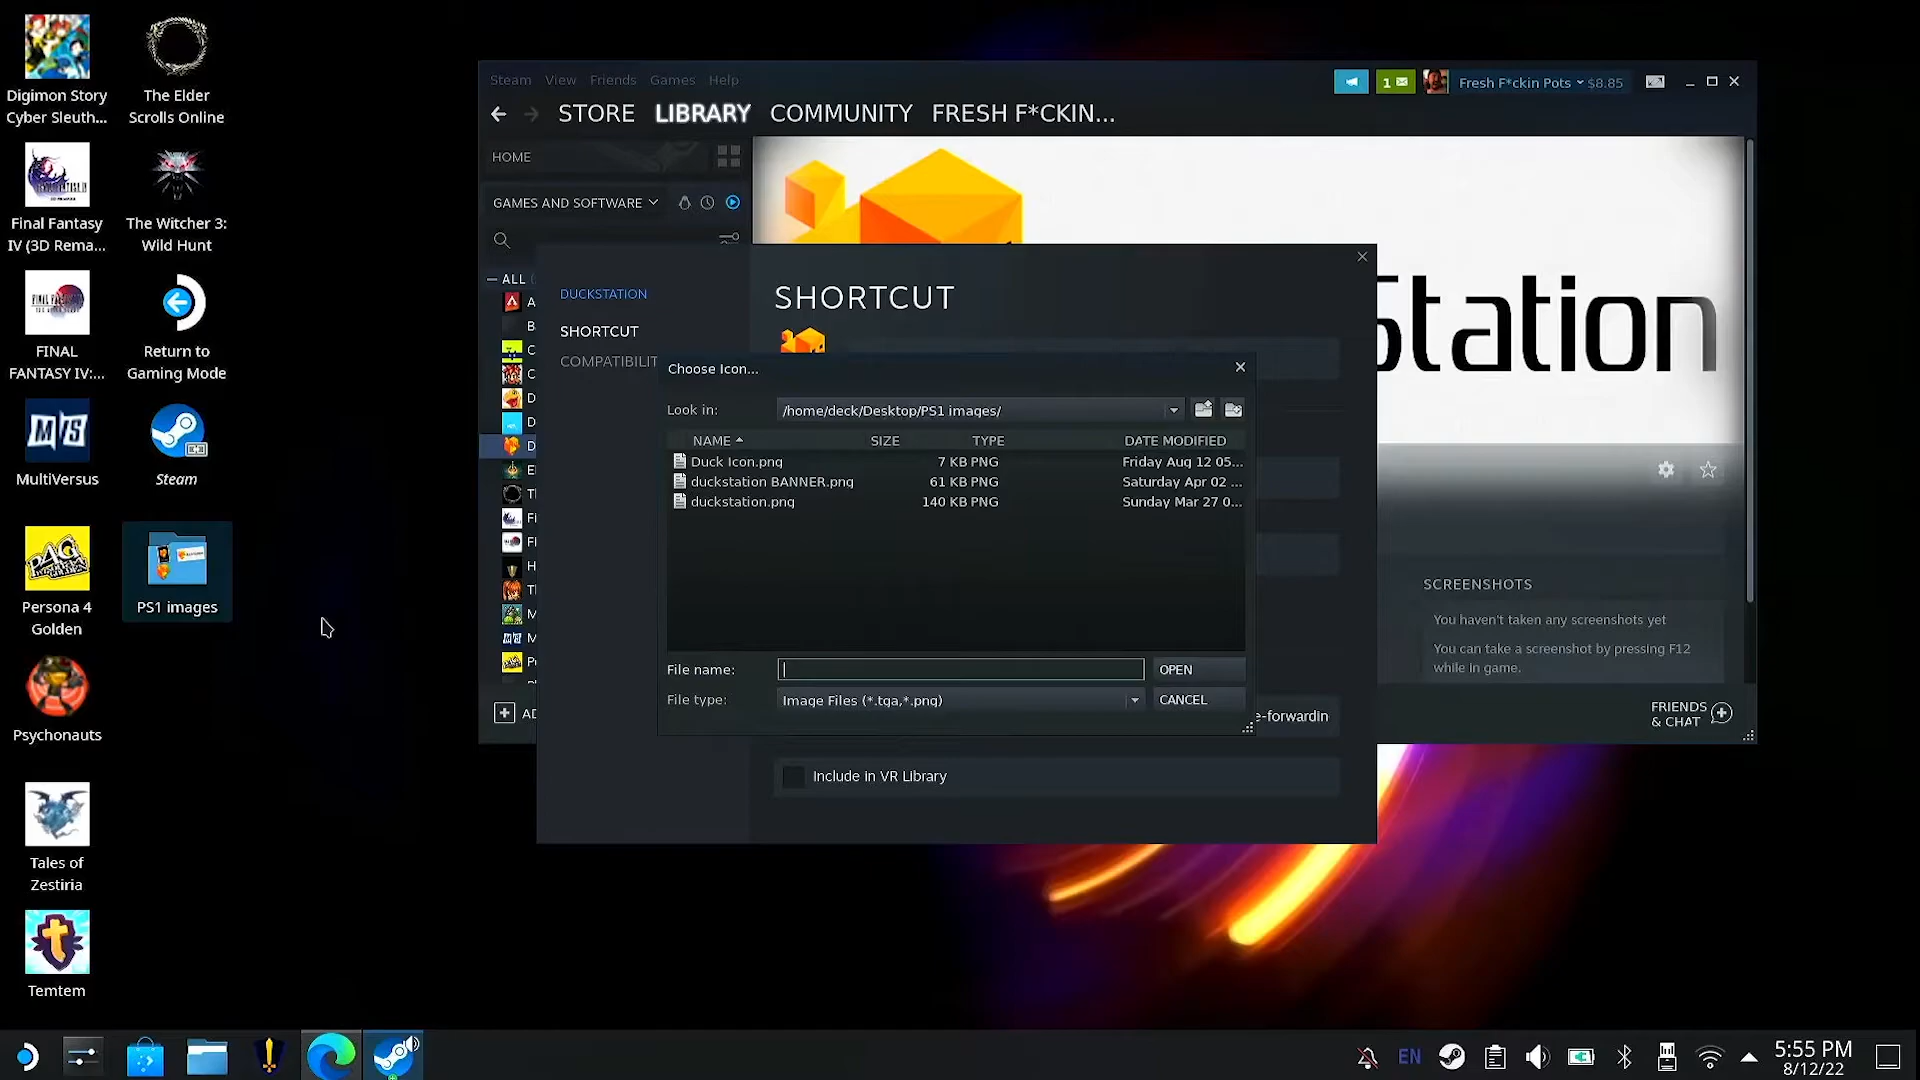 Digimon Story
Cyber Sleuth...
The Elder
Scrolls Online
Final Fantasy
IV (3D Rema...
The Witcher 3:
Wild Hunt
FINAL
FANTASY IV:...
Return to
Gaming Mode
MultiVersus
Steam
Persona 4
Golden
PS1 images
Psychonauts
Tales of
Zestiria
Temtem
Steam View Friends Games Help
1
Fresh F*ckin Pots $8.85
STORE LIBRARY COMMUNITY FRESH F*CKIN...
HOME
GAMES AND SOFTWARE
ALL
Station
DUCKSTATION
SHORTCUT
COMPATIBILIT
SHORTCUT
Choose Icon...
Look in: /home/deck/Desktop/PS1 images/
NAME SIZE TYPE DATE MODIFIED
Duck Icon.png 7 KB PNG Friday Aug 12 05...
duckstation BANNER.png 61 KB PNG Saturday Apr 02 ...
duckstation.png 140 KB PNG Sunday Mar 27 0...
File name: OPEN
File type: Image Files (*.tga,*.png) CANCEL
e-forwardin
Include in VR Library
SCREENSHOTS
You haven't taken any screenshots yet
You can take a screenshot by pressing F12
while in game.
FRIENDS
& CHAT
AD
EN
5:55 PM
8/12/22